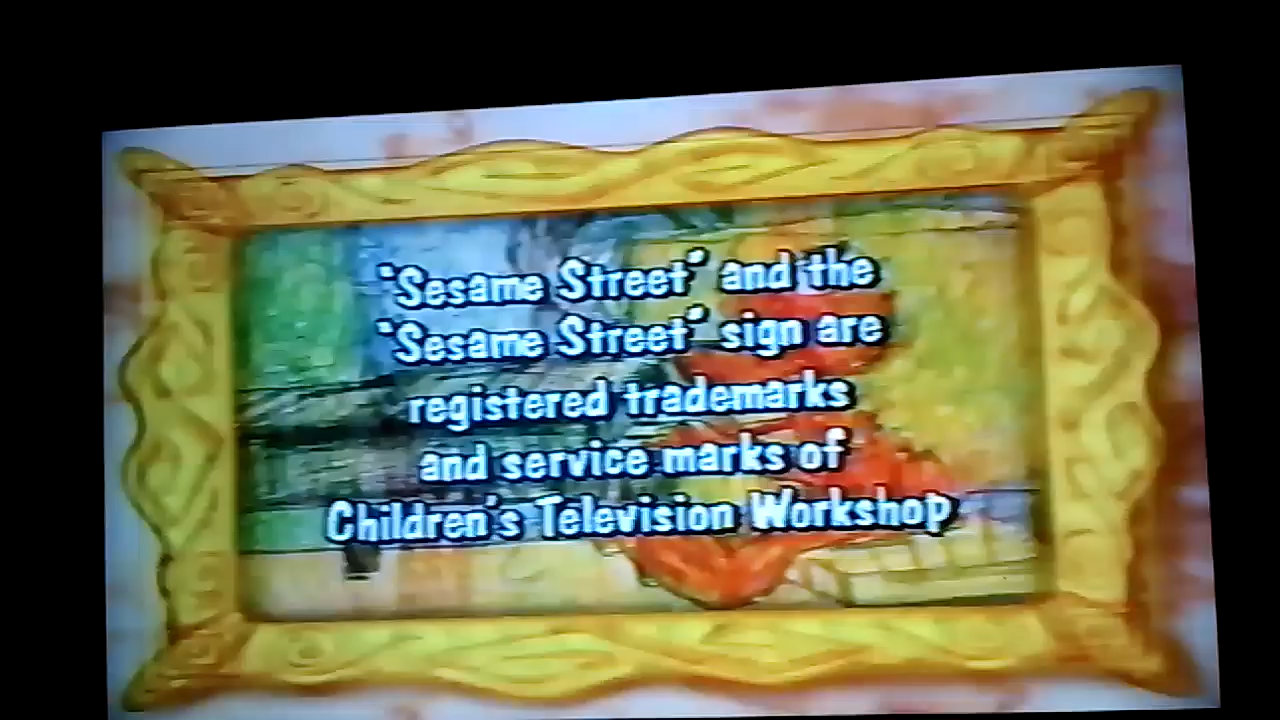 "Sesame Street" and the
"Sesame Street" sign are
registered trademarks
and service marks of
Children's Television Workshop